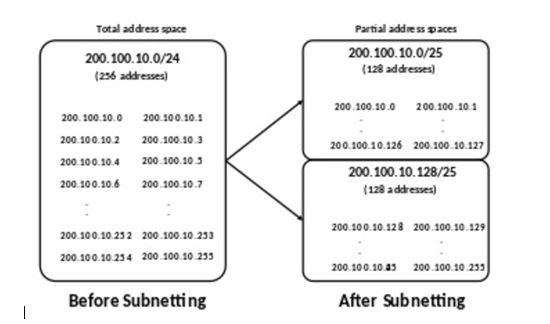 Total address space
200.100.10.0/24
(256 addresses)
200.100.10.0 200.100.10.1
200.100.10.2 200.100.10.3
200.100.10.4 200.100.10.5
200.100.10.6 200.100.10.7
200.100.10.252 200.100.10.253
200.100.10.254 200.100.10.255
Before Subnetting
Partial address spaces
200.100.10.0/25
(128 addresses)
200.100.10.0 200.100.10.1
200.100.10.126 200.100.10.127
200.100.10.128/25
(128 addresses)
200.100.10.128 200.100.10.129
200.100.10.255
After Subnetting